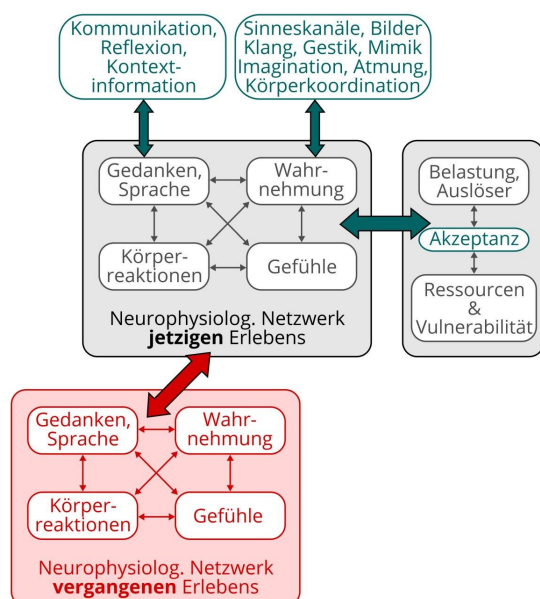 Kommunikation,
Reflexion,
Kontext-
information
Sinneskanäle, Bilder
Klang, Gestik, Mimik
Imagination, Atmung,
Körperkoordination
Gedanken,
Sprache
Wahr-
nehmung
Körper-
reaktionen
Gefühle
Neurophysiolog. Netzwerk
jetzigen Erlebens
Belastung,
Auslöser
Akzeptanz
Ressourcen
&
Vulnerabilität
Gedanken,
Sprache
Wahr-
nehmung
Körper-
reaktionen
Gefühle
Neurophysiolog. Netzwerk
vergangenen Erlebens